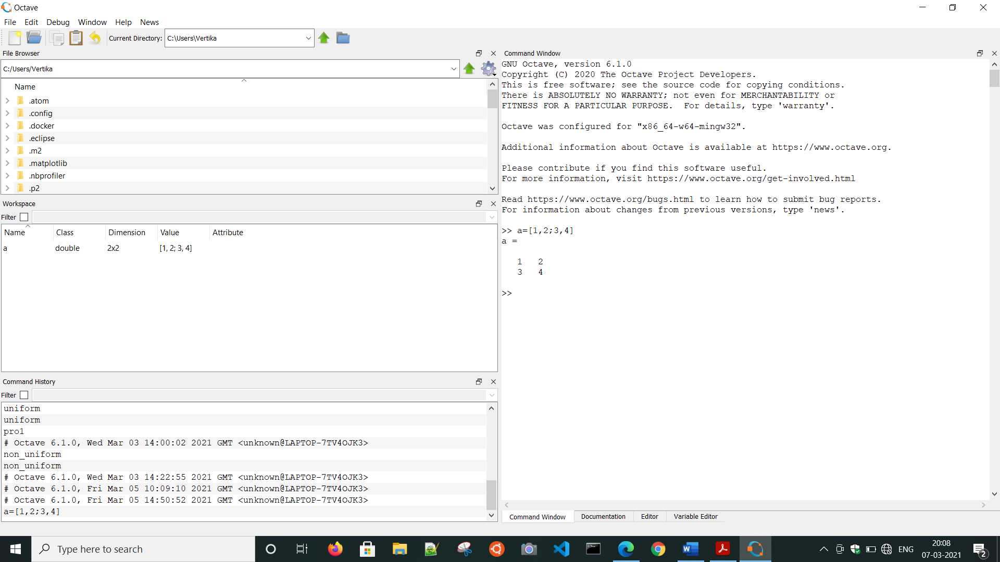 Octave
File Edit Debug Window Help News
Current Directory: C:\Users\Vertika
File Browser
C:/Users/Vertika
Name
.atom
.config
.docker
.eclipse
.m2
.matplotlib
.nbprofiler
.p2
Workspace
Filter
Name Class Dimension Value Attribute
a double 2x2 [1, 2; 3, 4]
Command History
Filter
uniform
uniform
pro1
# Octave 6.1.0, Wed Mar 03 14:00:02 2021 GMT <unknown@LAPTOP-7TV4OJK3>
non_uniform
non_uniform
# Octave 6.1.0, Wed Mar 03 14:22:55 2021 GMT <unknown@LAPTOP-7TV4OJK3>
# Octave 6.1.0, Fri Mar 05 10:09:10 2021 GMT <unknown@LAPTOP-7TV4OJK3>
# Octave 6.1.0, Fri Mar 05 14:50:52 2021 GMT <unknown@LAPTOP-7TV4OJK3>
a=[1,2;3,4]
Command Window
GNU Octave, version 6.1.0
Copyright (C) 2020 The Octave Project Developers.
This is free software; see the source code for copying conditions.
There is ABSOLUTELY NO WARRANTY; not even for MERCHANTABILITY or
FITNESS FOR A PARTICULAR PURPOSE.  For details, type 'warranty'.
Octave was configured for "x86_64-w64-mingw32".
Additional information about Octave is available at https://www.octave.org.
Please contribute if you find this software useful.
For more information, visit https://www.octave.org/get-involved.html
Read https://www.octave.org/bugs.html to learn how to submit bug reports.
For information about changes from previous versions, type 'news'.
>> a=[1,2;3,4]
a =
1 2
3 4
>>
Command Window Documentation Editor Variable Editor
Type here to search
ENG
20:08
07-03-2021
2